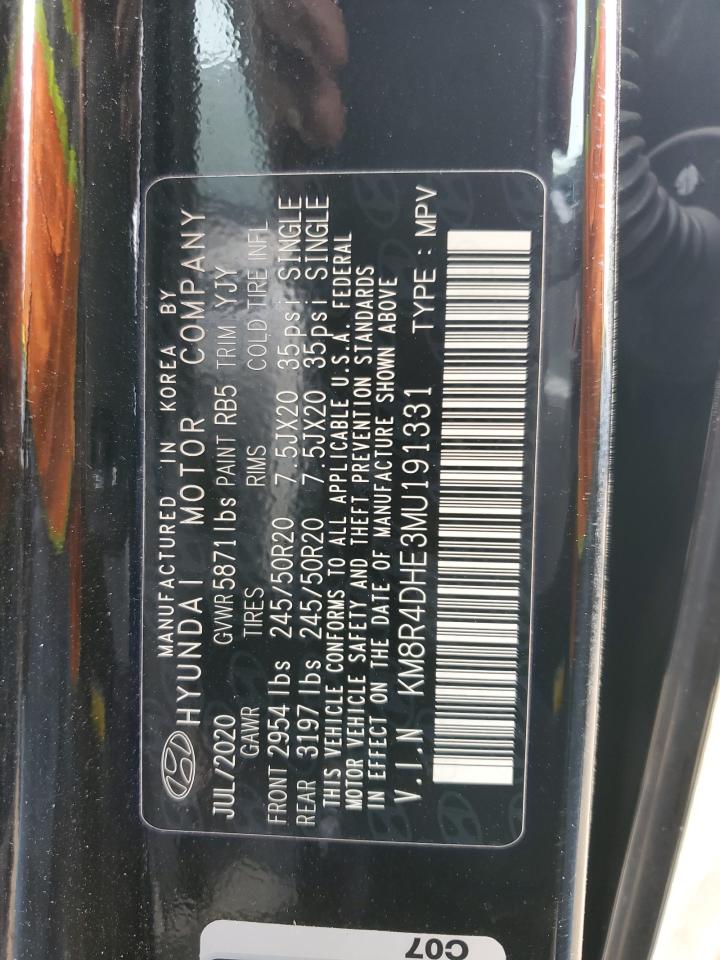 MANUFACTURED IN KOREA BY
HYUNDAI MOTOR COMPANY
JUL/2020 GVWR 5871 lbs PAINT RB5 TRIM YJY
GAWR TIRES RIMS COLD TIRE INFL
FRONT 2954 lbs 245/50R20 7.5JX20 35psi SINGLE
REAR 3197 lbs 245/50R20 7.5JX20 35psi SINGLE
THIS VEHICLE CONFORMS TO ALL APPLICABLE U.S.A. FEDERAL
MOTOR VEHICLE SAFETY AND THEFT PREVENTION STANDARDS
IN EFFECT ON THE DATE OF MANUFACTURE SHOWN ABOVE
V.I.N KM8R4DHE3MU191331 TYPE : MPV
C07